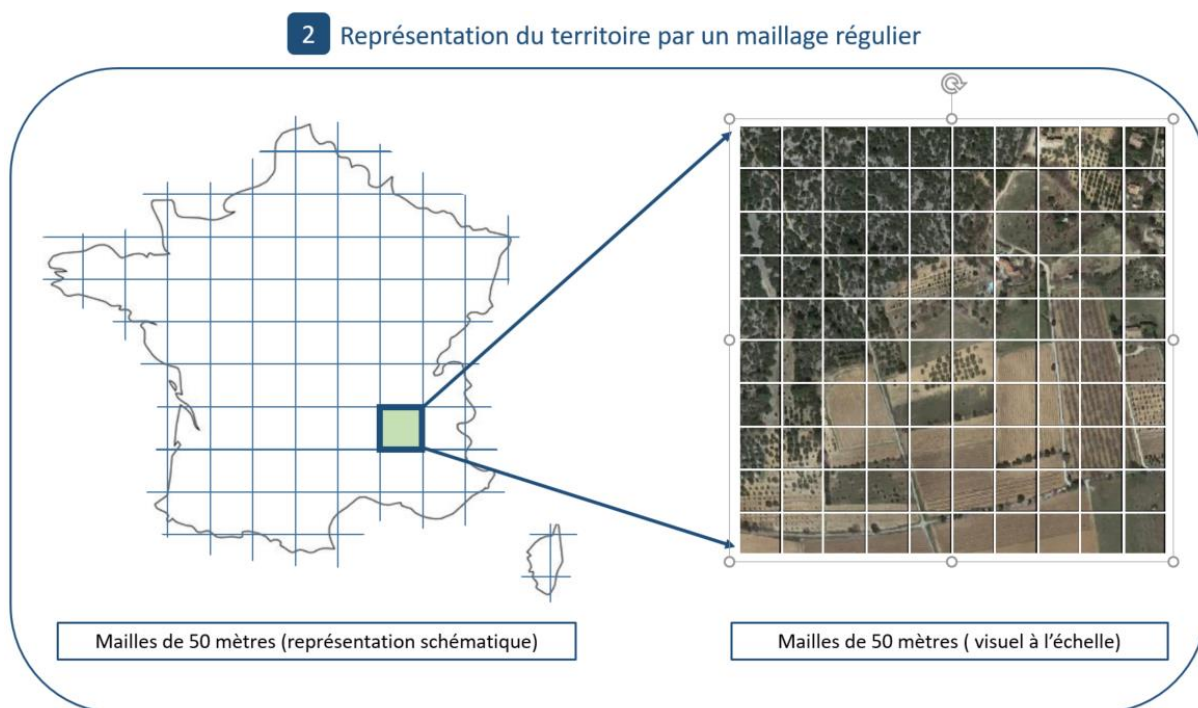 2 Représentation du territoire par un maillage régulier
Mailles de 50 mètres (représentation schématique)
Mailles de 50 mètres ( visuel à l’échelle)